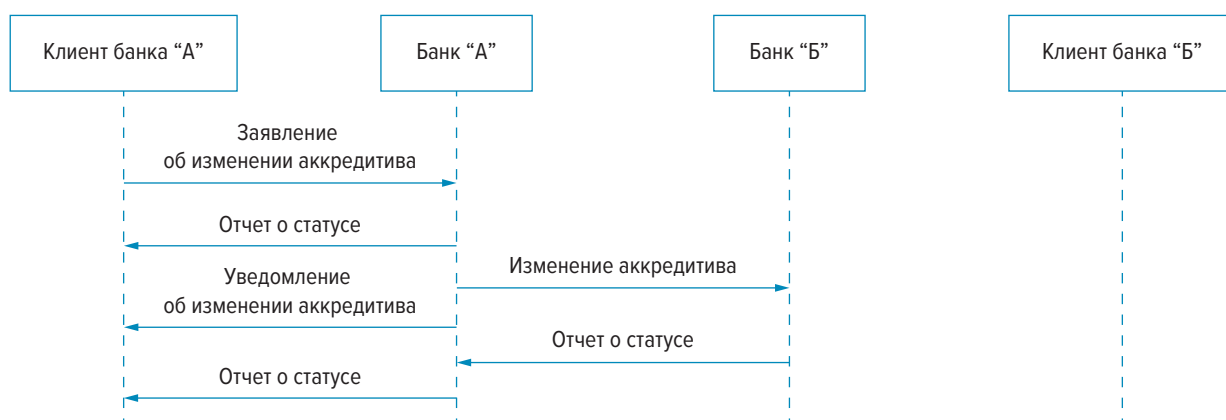 Клиент банка “А”
Банк “А”
Банк “Б”
Клиент банка “Б”
Заявление
об изменении аккредитива
Отчет о статусе
Изменение аккредитива
Уведомление
об изменении аккредитива
Отчет о статусе
Отчет о статусе